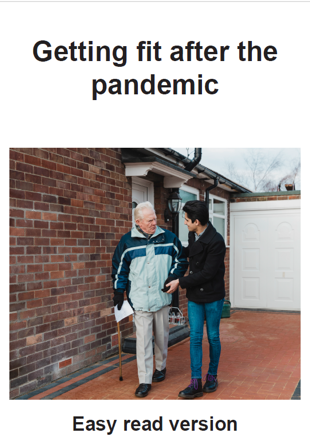 Getting fit after the
pandemic
Easy read version